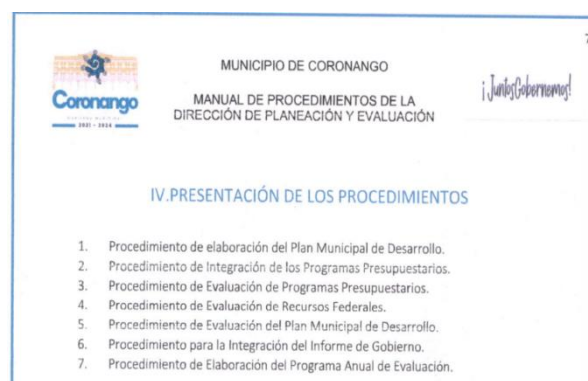 7
MUNICIPIO DE CORONANGO
¡JuntosGobernemos!
Coronango
2021 - 2024
MANUAL DE PROCEDIMIENTOS DE LA
DIRECCIÓN DE PLANEACIÓN Y EVALUACIÓN
IV.PRESENTACIÓN DE LOS PROCEDIMIENTOS
1. Procedimiento de elaboración del Plan Municipal de Desarrollo.
2. Procedimiento de Integración de los Programas Presupuestarios.
3. Procedimiento de Evaluación de Programas Presupuestarios.
4. Procedimiento de Evaluación de Recursos Federales.
5. Procedimiento de Evaluación del Plan Municipal de Desarrollo.
6. Procedimiento para la Integración del Informe de Gobierno.
7. Procedimiento de Elaboración del Programa Anual de Evaluación.